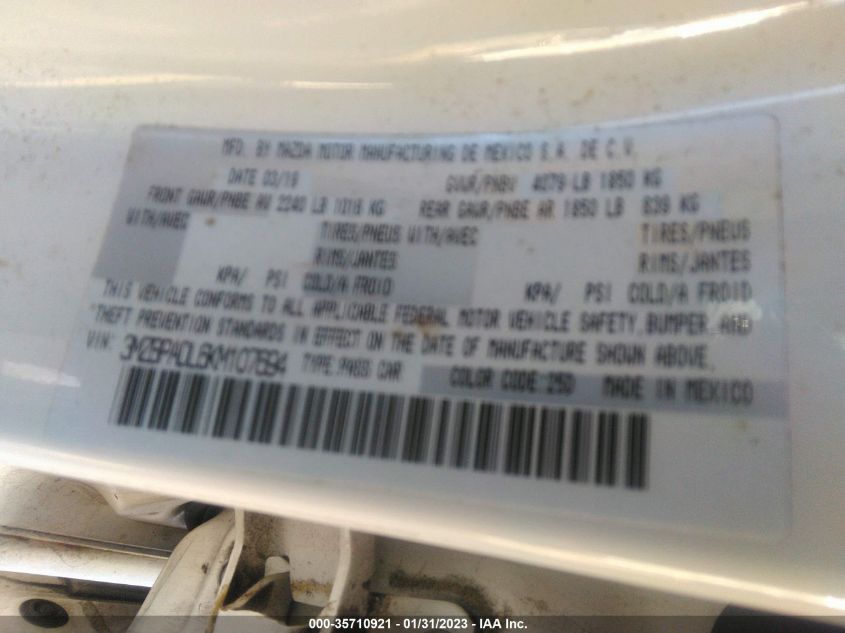 MFD. BY MAZDA MOTOR MANUFACTURING DE MEXICO S.A. DE C.V.
DATE 03/19 GVWR/PNBV 4079 LB 1850 KG
FRONT GAWR/PNBE AV 2240 LB 1016 KG REAR GAWR/PNBE AR 1850 LB 839 KG
WITH/AVEC TIRES/PNEUS WITH/AVEC TIRES/PNEUS
RIMS/JANTES RIMS/JANTES
KPA/ PSI COLD/A FROID KPA/ PSI COLD/A FROID
THIS VEHICLE CONFORMS TO ALL APPLICABLE FEDERAL MOTOR VEHICLE SAFETY, BUMPER, AND
THEFT PREVENTION STANDARDS IN EFFECT ON THE DATE OF MANUFACTURE SHOWN ABOVE.
VIN: TYPE:PASS CAR COLOR CODE:25D MADE IN MEXICO
000-35710921 / 01/31/2023 - IAA Inc.